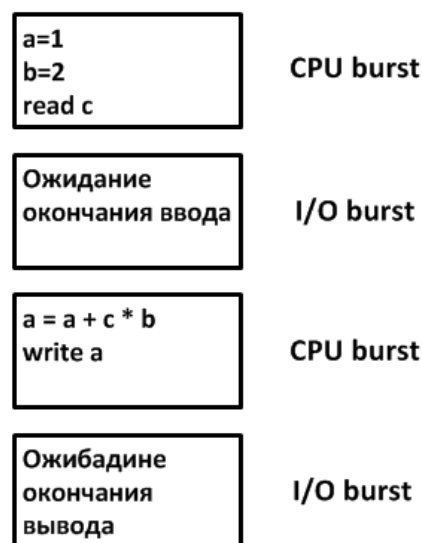 a=1
b=2
read c
CPU burst
Ожидание
окончания ввода
I/O burst
a = a + c * b
write a
CPU burst
Ожибадине
окончания
вывода
I/O burst